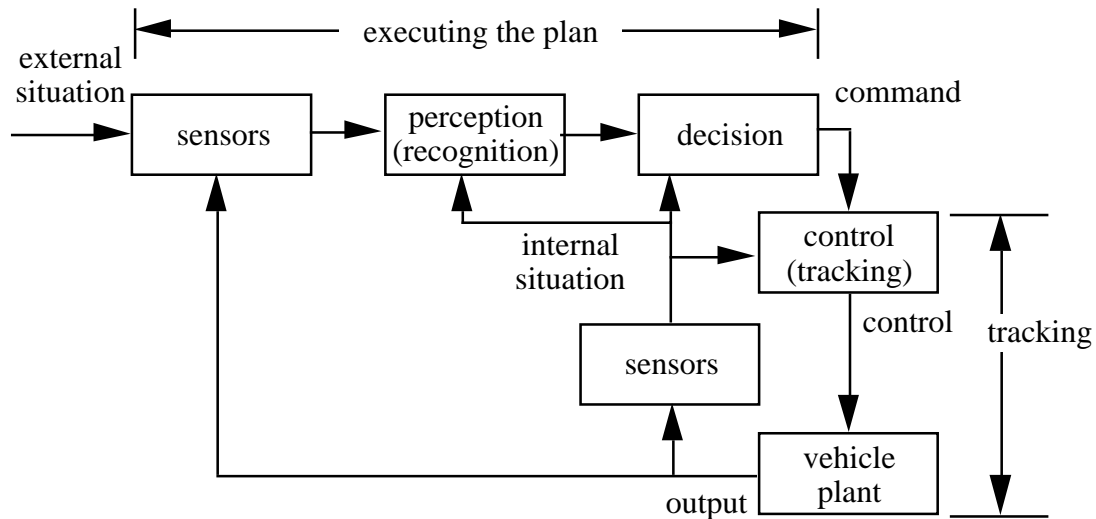 executing the plan
external
situation
sensors
perception
(recognition)
decision
command
internal
situation
control
(tracking)
control
tracking
sensors
vehicle
plant
output